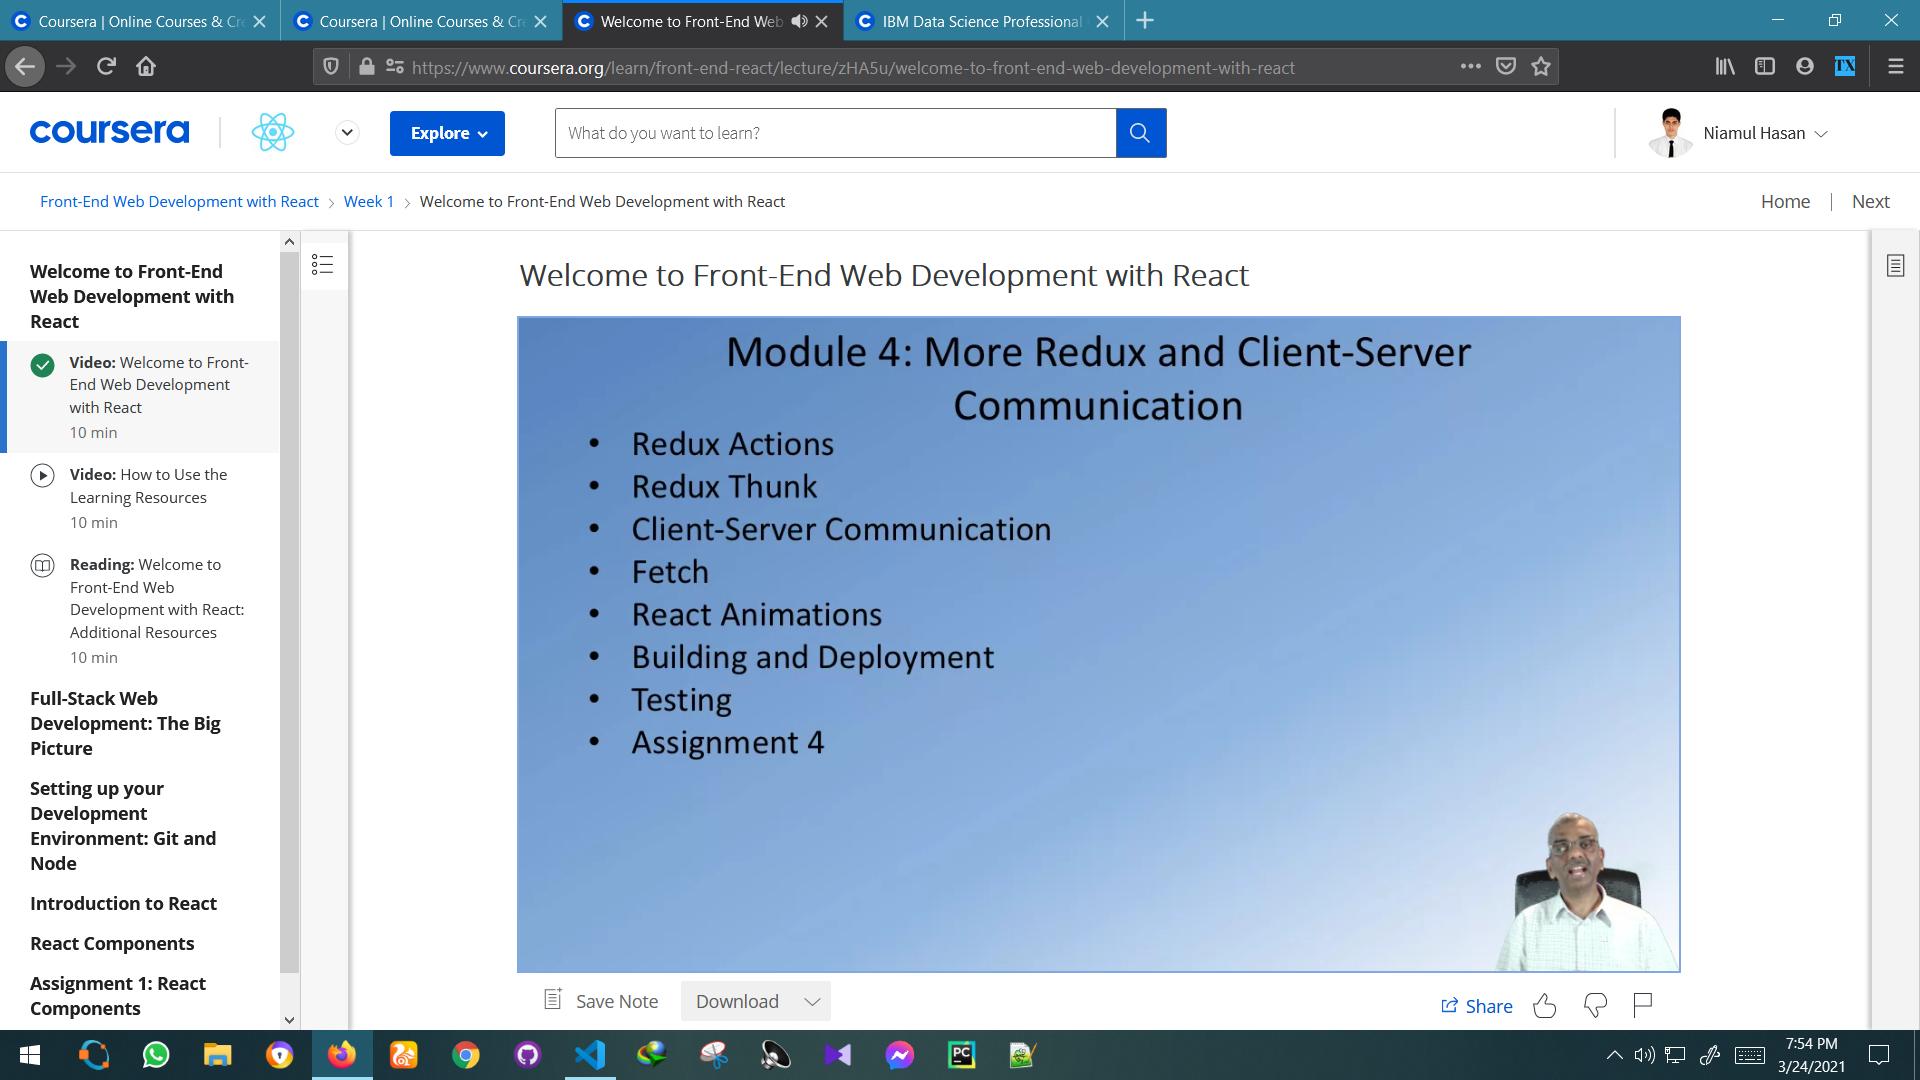 Coursera | Online Courses & Cre
Coursera | Online Courses & Cre
Welcome to Front-End Web
IBM Data Science Professional
https://www.coursera.org/learn/front-end-react/lecture/zHA5u/welcome-to-front-end-web-development-with-react
TX
coursera
Explore
What do you want to learn?
Niamul Hasan
Front-End Web Development with React
Week 1
Welcome to Front-End Web Development with React
Home
Next
Welcome to Front-End
Web Development with
React
Video: Welcome to Front-
End Web Development
with React
10 min
Video: How to Use the
Learning Resources
10 min
Reading: Welcome to
Front-End Web
Development with React:
Additional Resources
10 min
Full-Stack Web
Development: The Big
Picture
Setting up your
Development
Environment: Git and
Node
Introduction to React
React Components
Assignment 1: React
Components
Welcome to Front-End Web Development with React
Module 4: More Redux and Client-Server
Communication
• Redux Actions
• Redux Thunk
• Client-Server Communication
• Fetch
• React Animations
• Building and Deployment
• Testing
• Assignment 4
Save Note
Download
Share
PC
7:54 PM
3/24/2021